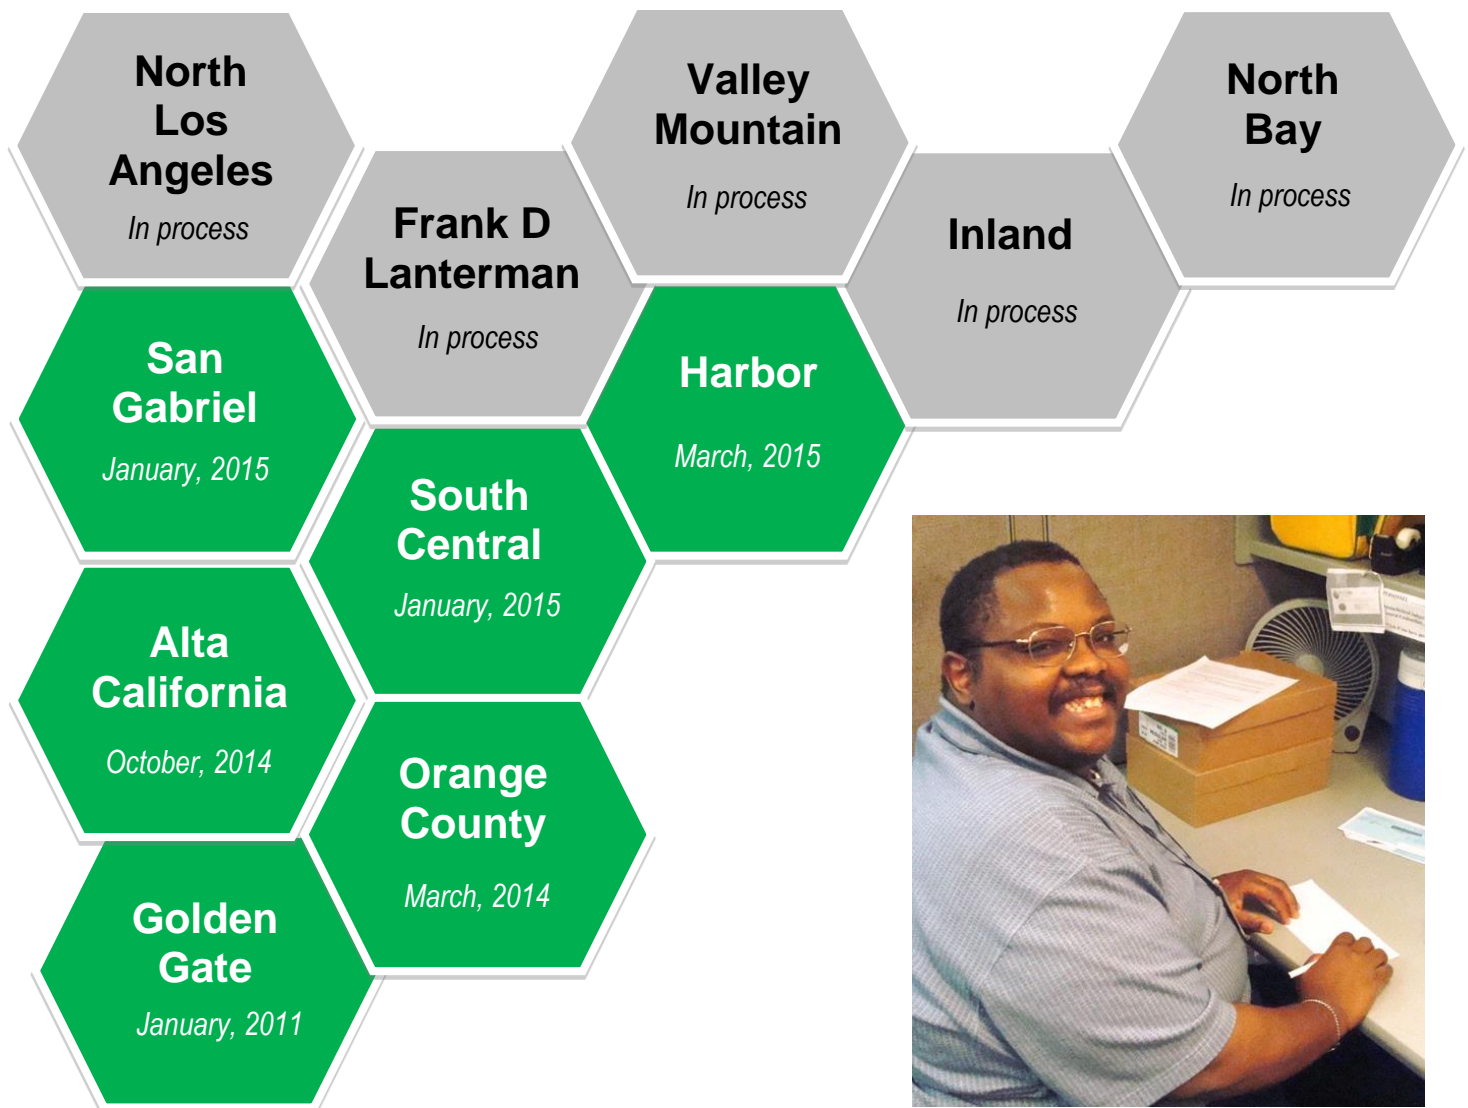 North
Los
Angeles
In process
Valley
Mountain
In process
North
Bay
In process
Frank D
Lanterman
In process
Inland
In process
San
Gabriel
January, 2015
Harbor
March, 2015
South
Central
January, 2015
Alta
California
October, 2014
Orange
County
March, 2014
Golden
Gate
January, 2011